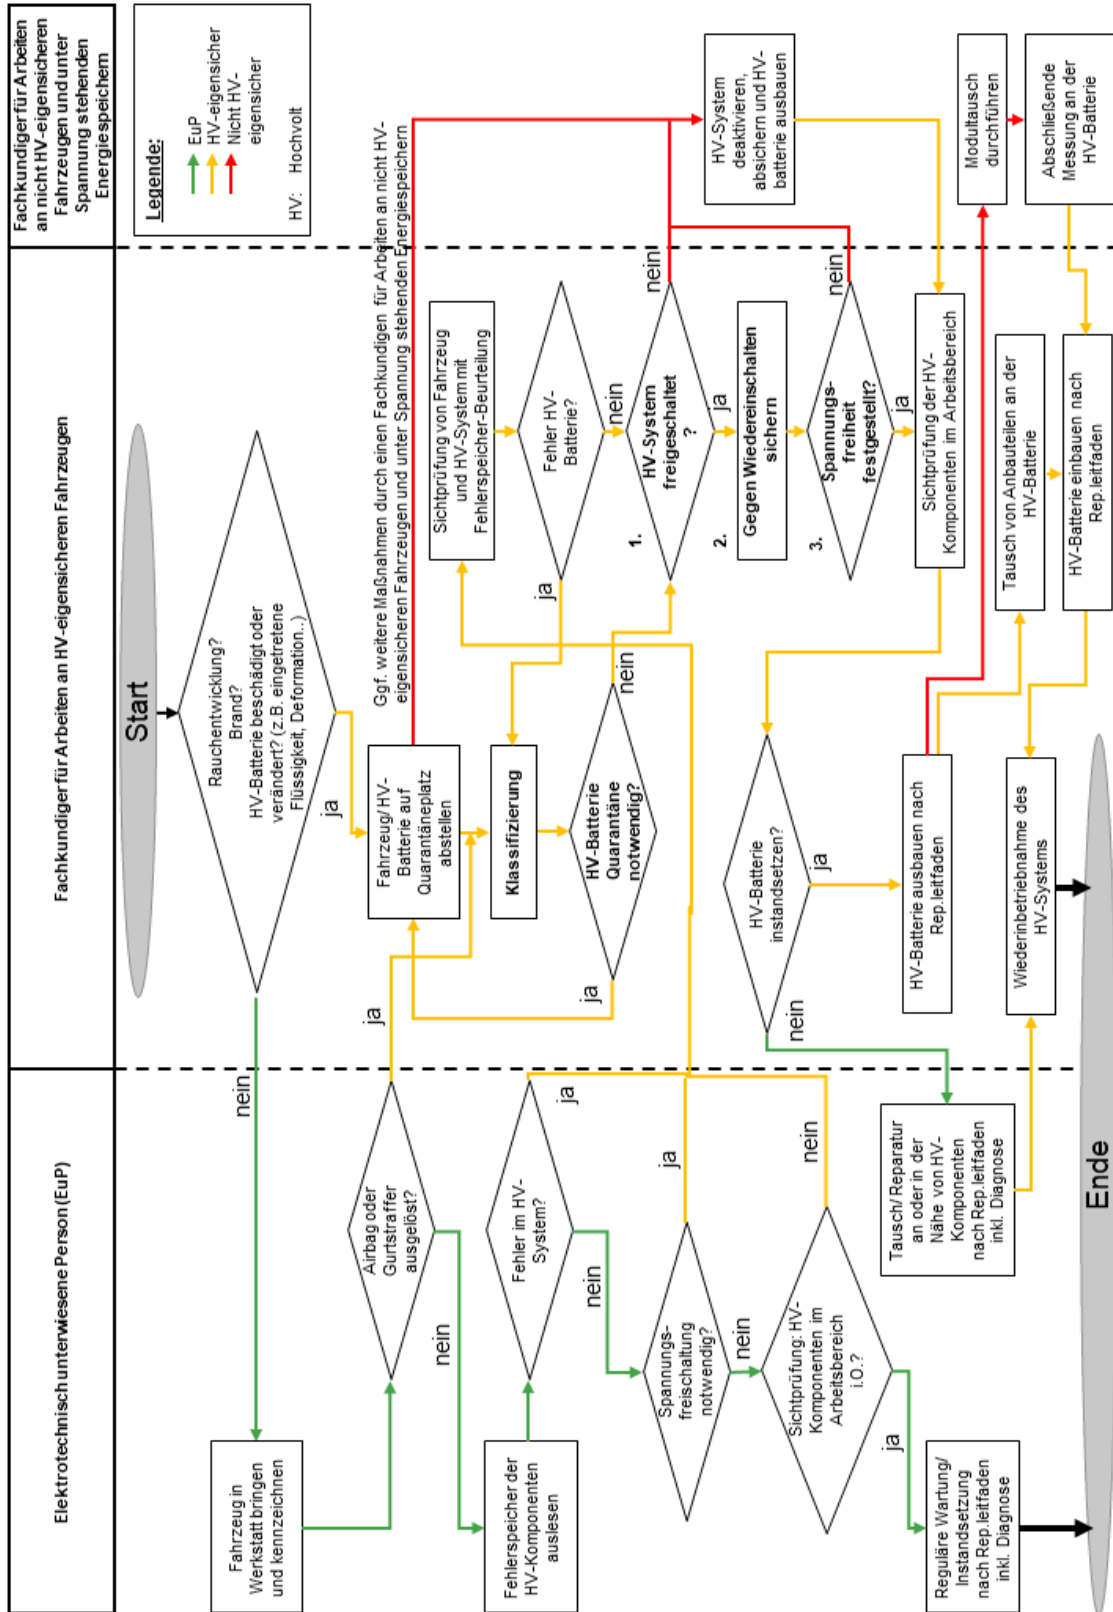 Elektrotechnisch unterwiesene Person (EuP)
Fachkundiger für Arbeiten an HV-eigensicheren Fahrzeugen
Fachkundiger für Arbeiten
an nicht HV-eigensicheren
Fahrzeugen und unter
Spannung stehenden
Energiespeichern
Legende:
EuP
HV-eigensicher
Nicht HV-
eigensicher
HV: Hochvolt
Start
Rauchentwicklung?
Brand?
HV-Batterie beschädigt oder
verändert? (z.B. eingetretene
Flüssigkeit, Deformation..)
nein
ja
Fahrzeug in
Werkstatt bringen
und kennzeichnen
Airbag oder
Gurtstraffer
ausgelöst?
ja
nein
Fahrzeug/ HV-
Batterie auf
Quarantäneplatz
abstellen
Ggf. weitere Maßnahmen durch einen Fachkundigen für Arbeiten an nicht HV-
eigensicheren Fahrzeugen und unter Spannung stehenden Energiespeichern
Fehlerspeicher der
HV-Komponenten
auslesen
Fehler im HV-
System?
ja
nein
Klassifizierung
Sichtprüfung von Fahrzeug
und HV-System mit
Fehlerspeicher-Beurteilung
Fehler HV-
Batterie?
ja
nein
HV-Batterie
Quarantäne
notwendig?
ja
nein
1.
HV-System
freigeschaltet
?
nein
ja
HV-System
deaktivieren,
absichern und HV-
batterie ausbauen
Spannungs-
freischaltung
notwendig?
ja
nein
2.
Gegen Wiedereinschalten
sichern
Sichtprüfung: HV-
Komponenten im
Arbeitsbereich
i.O.?
nein
ja
3.
Spannungs-
freiheit
festgestellt?
nein
ja
HV-Batterie
instandsetzen?
nein
ja
Sichtprüfung der HV-
Komponenten im Arbeitsbereich
Tausch/ Reparatur
an oder in der
Nähe von HV-
Komponenten
nach Rep.leitfaden
inkl. Diagnose
HV-Batterie ausbauen nach
Rep.leitfaden
Modultausch
durchführen
Reguläre Wartung/
Instandsetzung
nach Rep.leitfaden
inkl. Diagnose
Tausch von Anbauteilen an der
HV-Batterie
Abschließende
Messung an der
HV-Batterie
Wiederinbetriebnahme des
HV-Systems
HV-Batterie einbauen nach
Rep.leitfaden
Ende